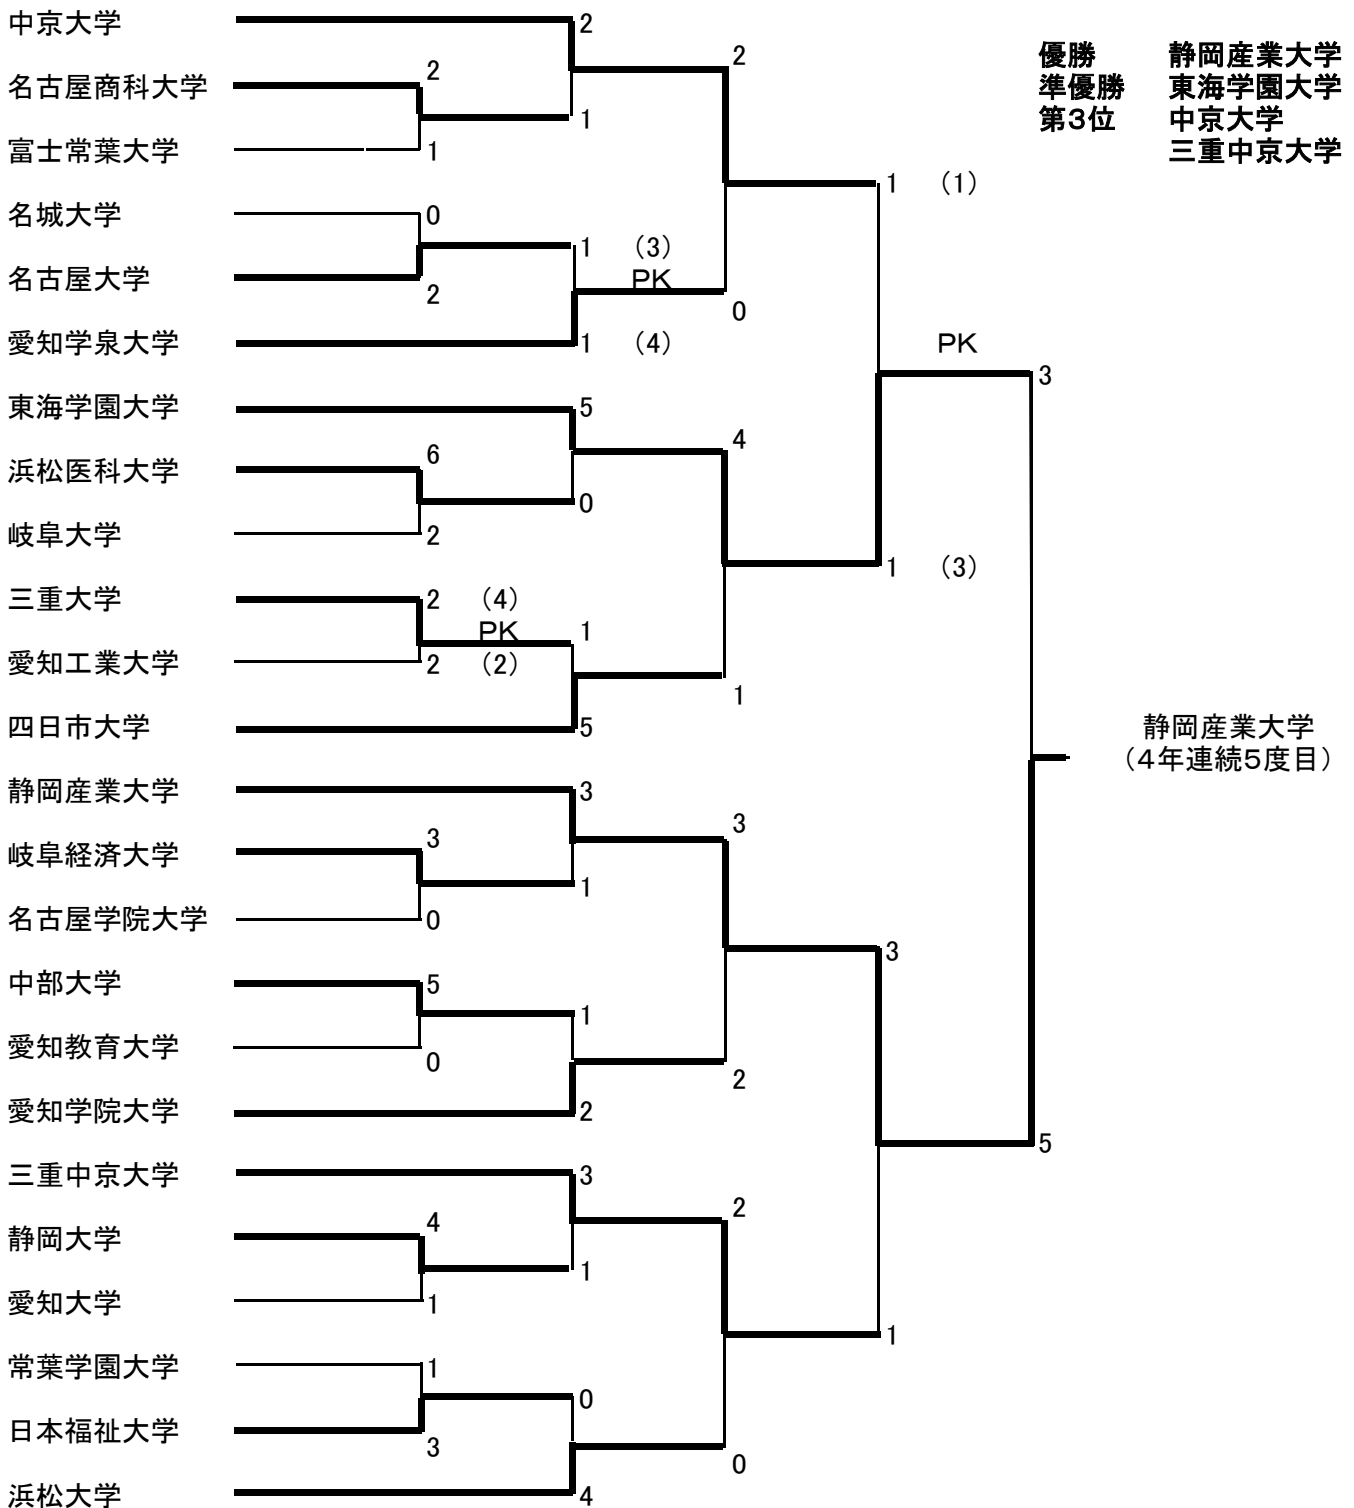 中京大学
2
2
優勝 静岡産業大学
準優勝 東海学園大学
第3位 中京大学
三重中京大学
2
名古屋商科大学
1
富士常葉大学
1
1 (1)
名城大学
0
1 (3)
PK
名古屋大学
2
0
愛知学泉大学
1 (4)
PK
3
東海学園大学
5
4
浜松医科大学
6
0
岐阜大学
2
1 (3)
三重大学
2 (4)
PK
1
愛知工業大学
2 (2)
1
四日市大学
5
静岡産業大学
(4年連続5度目)
静岡産業大学
3
3
岐阜経済大学
3
1
名古屋学院大学
0
3
中部大学
5
1
愛知教育大学
0
2
愛知学院大学
2
5
三重中京大学
3
2
静岡大学
4
1
愛知大学
1
1
常葉学園大学
1
0
日本福祉大学
3
0
浜松大学
4